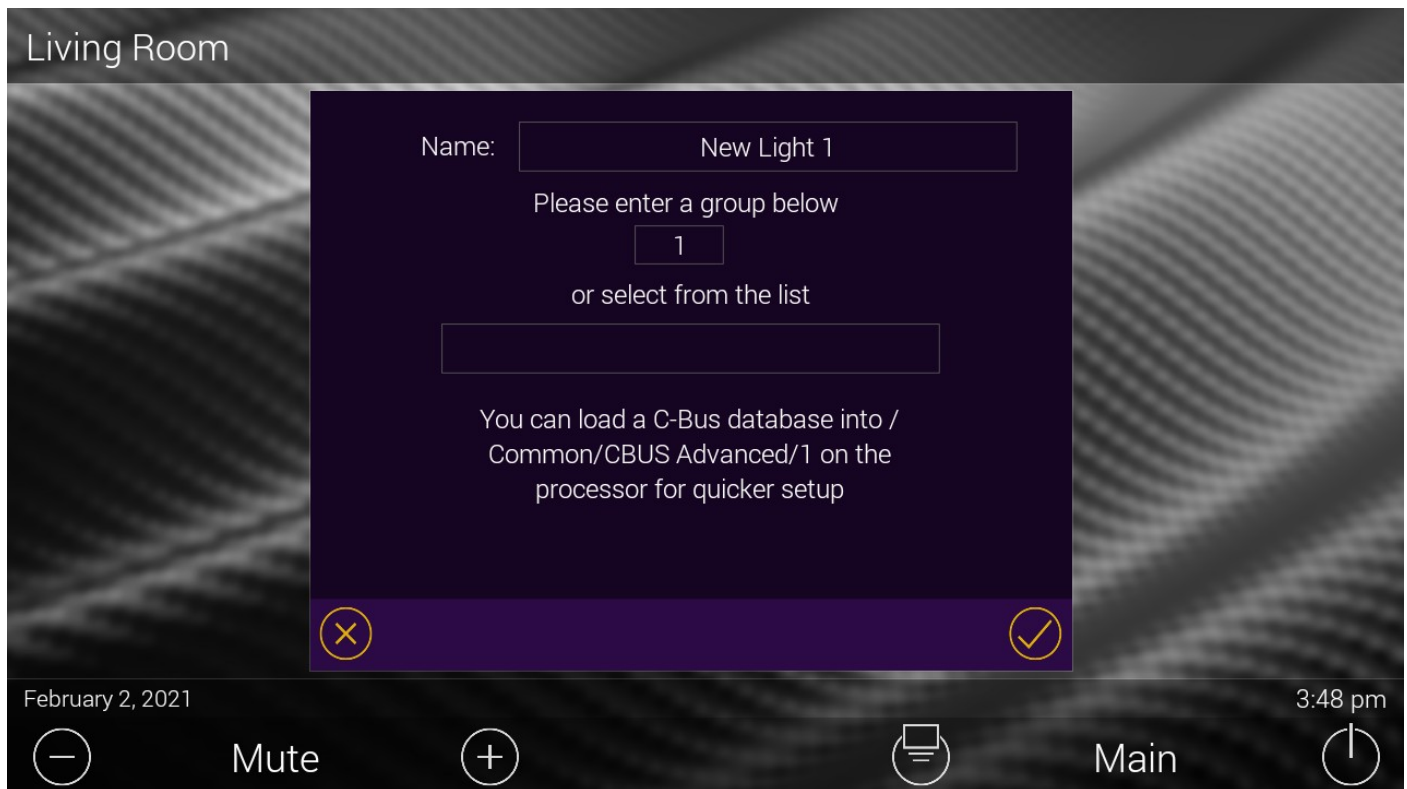 Living Room
Name: New Light 1
Please enter a group below
1
or select from the list
You can load a C-Bus database into /
Common/CBUS Advanced/1 on the
processor for quicker setup
February 2, 2021 3:48 pm
Mute Main